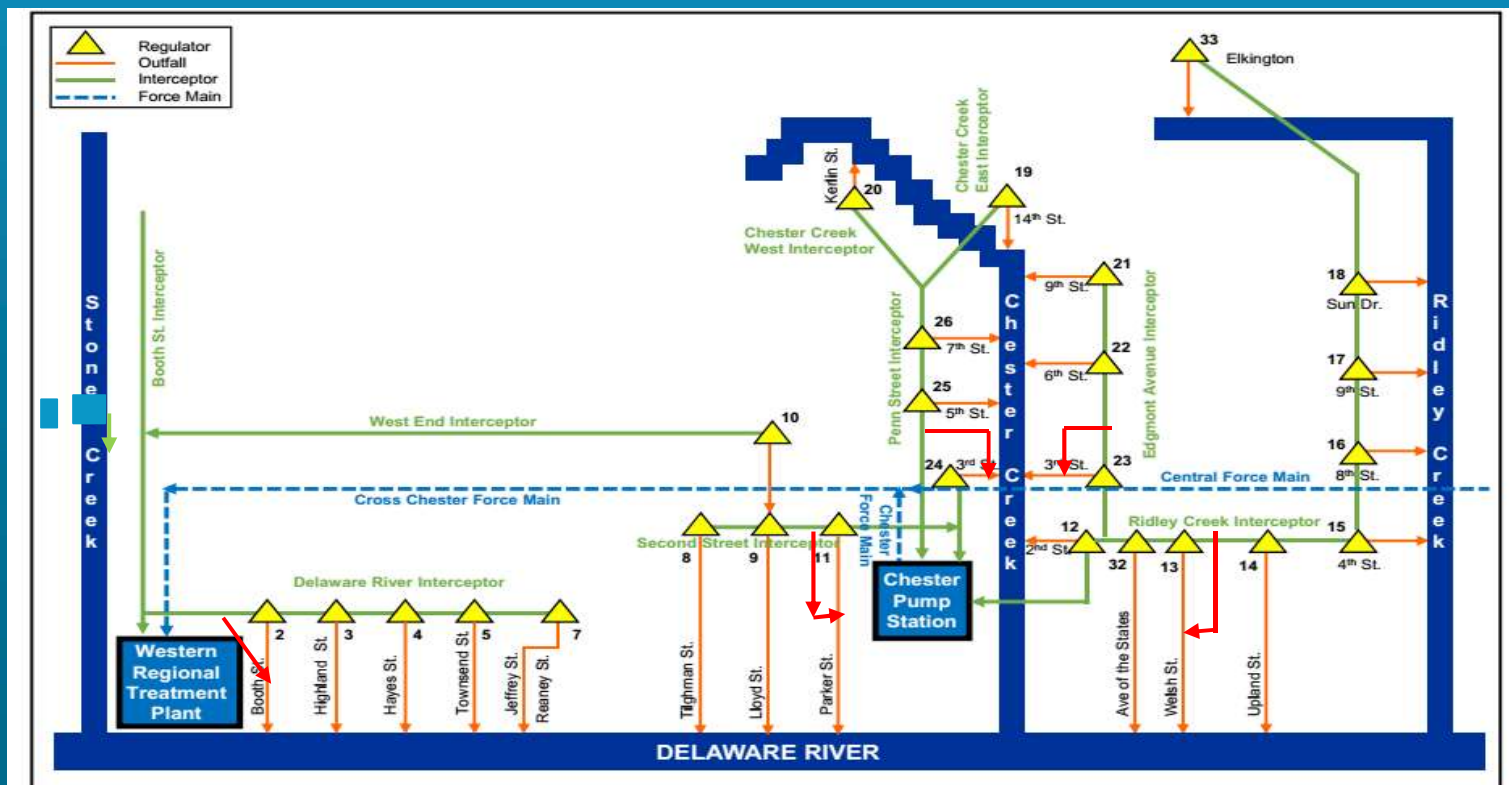 Regulator
Outfall
Interceptor
Force Main
33
Elkington
Chester Creek
East Interceptor
19
14th St.
Kerlin St.
20
Chester Creek
West Interceptor
21
9th St.
18
Sun Dr.
Stone Creek
Booth St. Interceptor
Chester Creek
Ridley Creek
Edgmont Avenue Interceptor
Penn Street Interceptor
26
7th St.
22
6th St.
17
9th St.
25
5th St.
West End Interceptor
10
16
8th St.
24
3rd St.
3rd St.
23
Central Force Main
Cross Chester Force Main
Chester
Force Main
Second Street Interceptor
8
9
11
12
2nd St.
Ridley Creek Interceptor
32
13
14
15
4th St.
Delaware River Interceptor
Chester
Pump
Station
2
3
4
5
7
Western
Regional
Treatment
Plant
Booth St.
Highland St.
Hayes St.
Townsend St.
Jeffrey St.
Reaney St.
Tilghman St.
Lloyd St.
Parker St.
Ave of the States
Welsh St.
Upland St.
DELAWARE RIVER